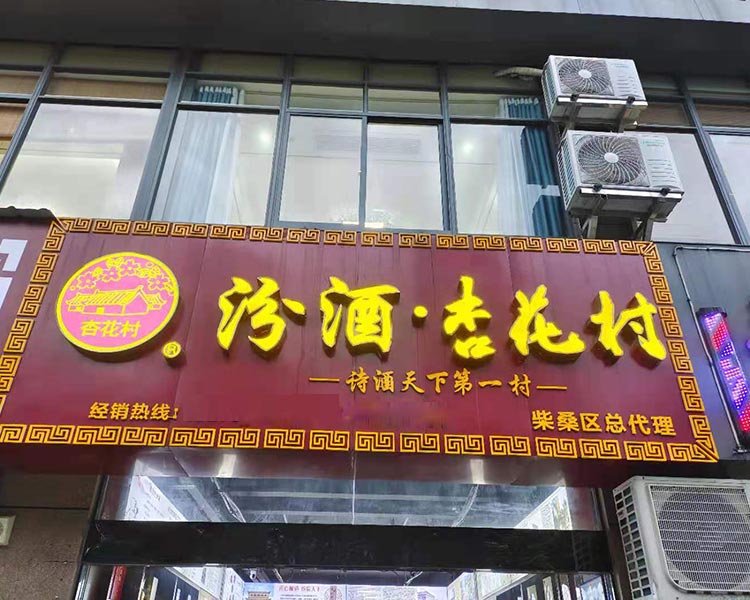 汾酒·杏花村
杏花村
®
诗酒天下第一村
经销热线:
柴桑区总代理